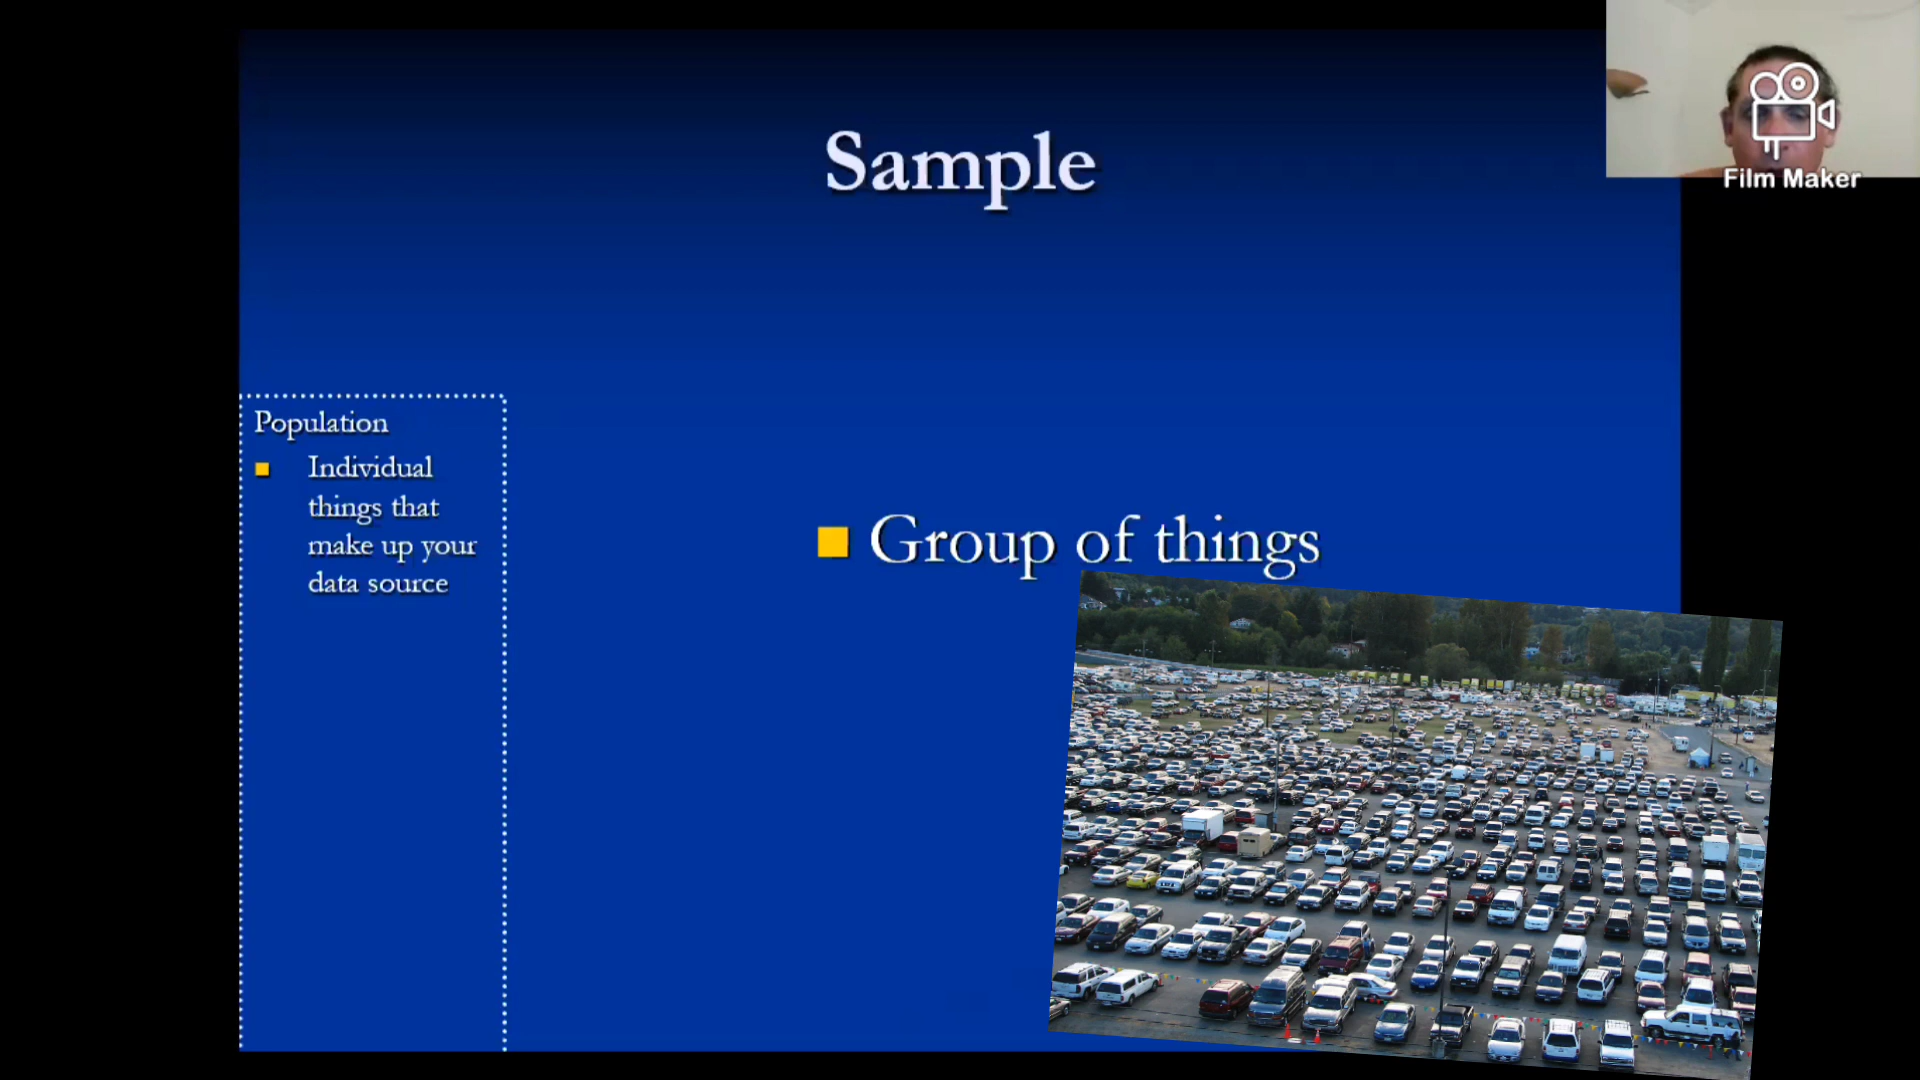 Sample
Film Maker
Population
Individual
things that
make up your
data source
Group of things